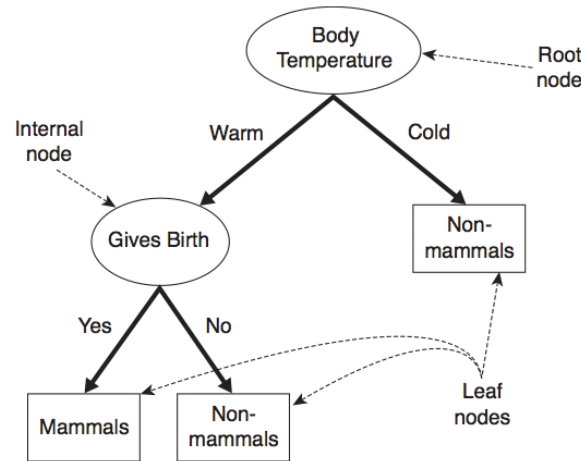 Body
Temperature
Root
node
Internal
node
Warm
Cold
Gives Birth
Non-
mammals
Yes
No
Mammals
Non-
mammals
Leaf
nodes